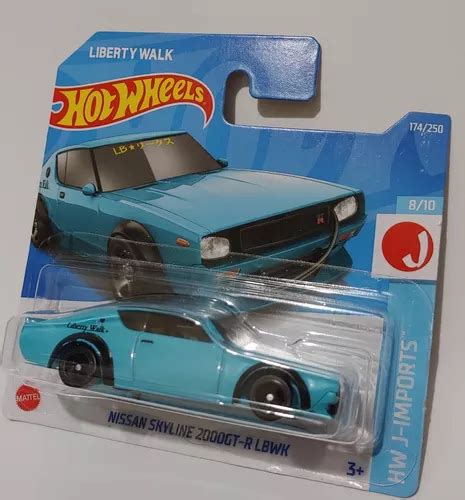 LIBERTY WALK
HOT WHEELS
174/250
8/10
J
HW J-IMPORTS
LB★ワークス
Liberty Walk
MATTEL
NISSAN SKYLINE 2000GT-R LBWK
3+